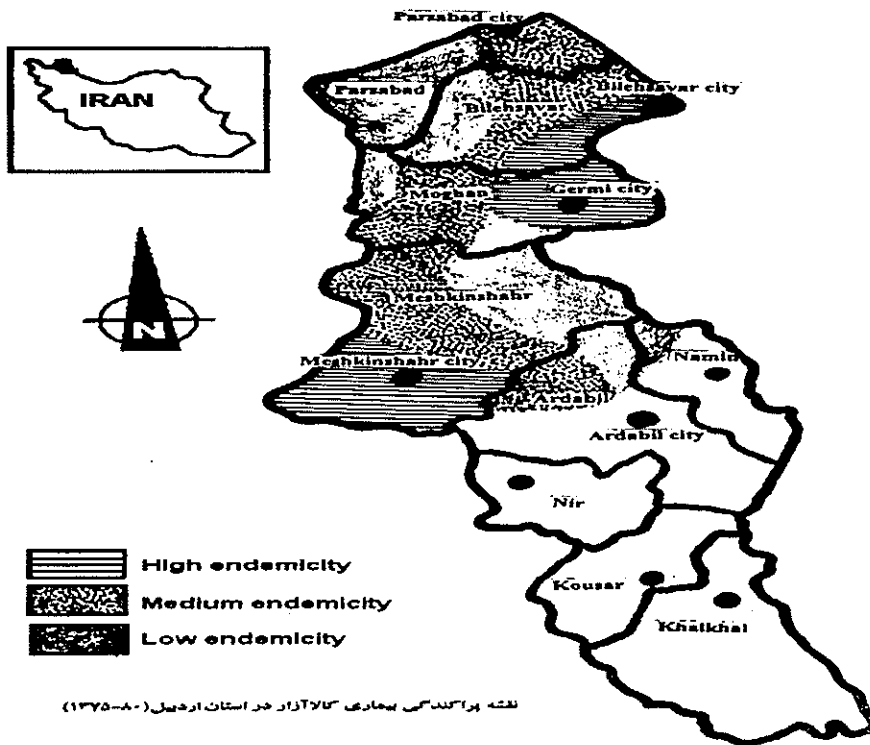 Parsabad city
IRAN
Parsabad
Bilehsavar
Bilehsavar city
Moghan
Germi city
Meshkinshahr
Meshkinshahr city
Namin
Ardabil
Ardabil city
N
Nir
Kousar
Khalkhal
High endemicity
Medium endemicity
Low endemicity
نقشه پراکندگی بیماری کالاآزار در استان اردبیل (۸۰-۱۳۷۵)